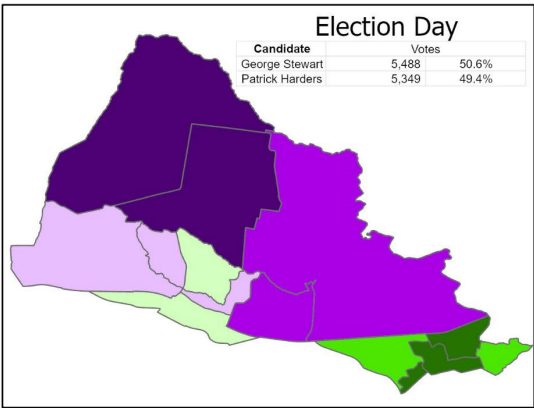 Election Day
Candidate Votes
George Stewart 5,488 50.6%
Patrick Harders 5,349 49.4%